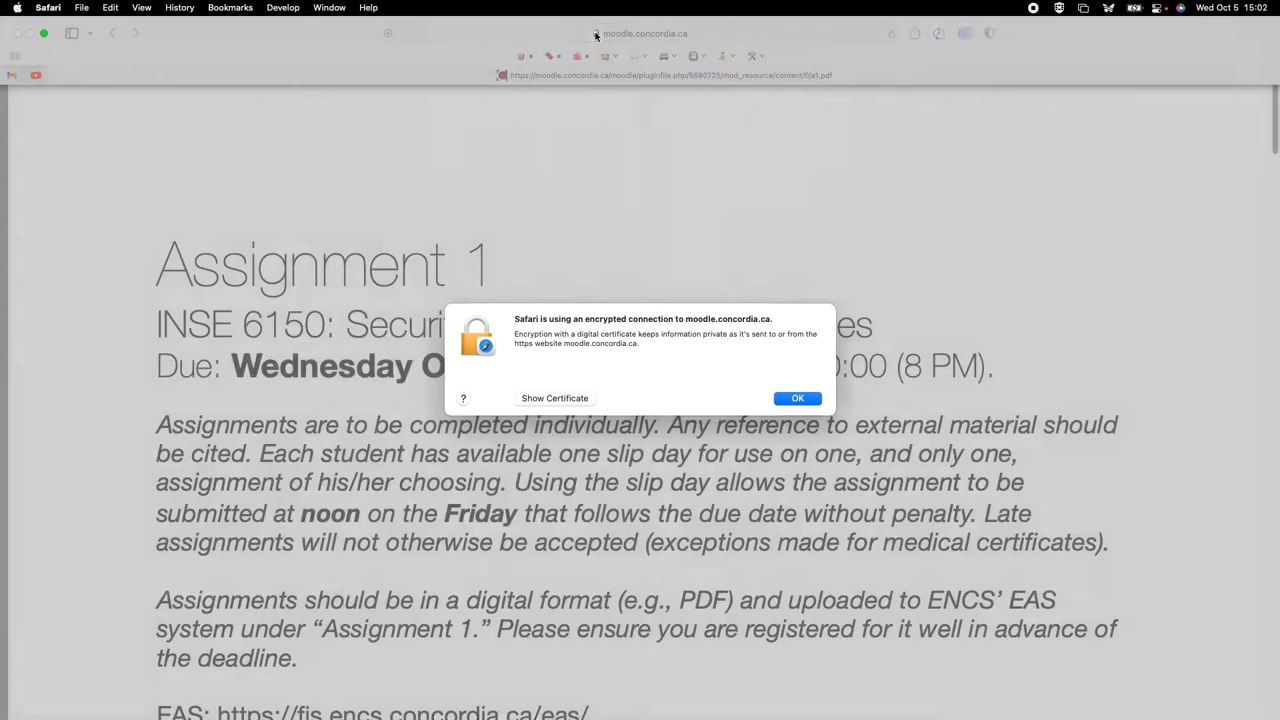 Safari File Edit View History Bookmarks Develop Window Help Wed Oct 5 15:02
moodle.concordia.ca
https://moodle.concordia.ca/moodle/pluginfile.php/5680725/mod_resource/content/0/a1.pdf
Assignment 1
INSE 6150: Securi es
Due: Wednesday O 0:00 (8 PM).
Safari is using an encrypted connection to moodle.concordia.ca.
Encryption with a digital certificate keeps information private as it's sent to or from the
https website moodle.concordia.ca.
? Show Certificate OK
Assignments are to be completed individually. Any reference to external material should
be cited. Each student has available one slip day for use on one, and only one,
assignment of his/her choosing. Using the slip day allows the assignment to be
submitted at noon on the Friday that follows the due date without penalty. Late
assignments will not otherwise be accepted (exceptions made for medical certificates).
Assignments should be in a digital format (e.g., PDF) and uploaded to ENCS' EAS
system under “Assignment 1.” Please ensure you are registered for it well in advance of
the deadline.
EAS: https://fis.encs.concordia.ca/eas/